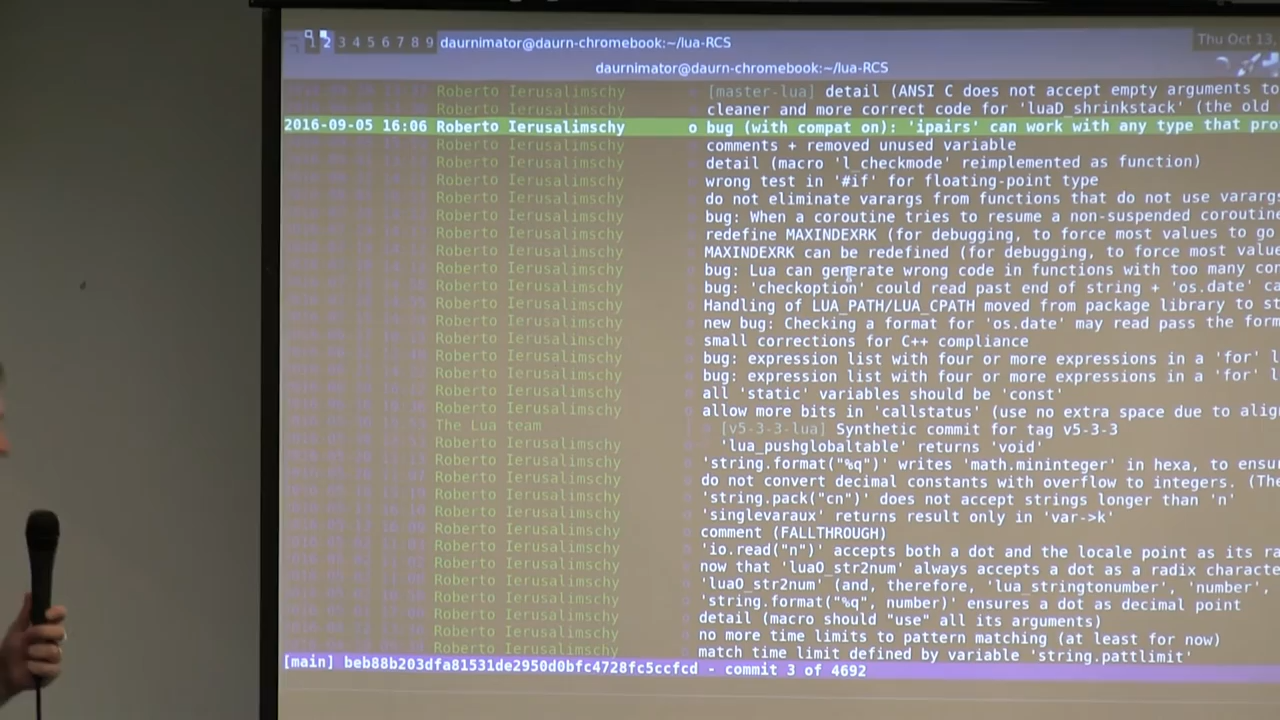 1 2 3 4 5 6 7 8 9 daurnimator@daurn-chromebook:~/lua-RCS Thu Oct 13,
daurnimator@daurn-chromebook:~/lua-RCS
Roberto Ierusalimschy [master-lua] detail (ANSI C does not accept empty arguments to
Roberto Ierusalimschy cleaner and more correct code for 'luaD_shrinkstack' (the old
2016-09-05 16:06 Roberto Ierusalimschy o bug (with compat on): 'ipairs' can work with any type that pro
Roberto Ierusalimschy comments + removed unused variable
Roberto Ierusalimschy detail (macro 'l_checkmode' reimplemented as function)
Roberto Ierusalimschy wrong test in '#if' for floating-point type
Roberto Ierusalimschy do not eliminate varargs from functions that do not use varargs
Roberto Ierusalimschy bug: When a coroutine tries to resume a non-suspended coroutine
Roberto Ierusalimschy redefine MAXINDEXRK (for debugging, to force most values to go
Roberto Ierusalimschy MAXINDEXRK can be redefined (for debugging, to force most value
Roberto Ierusalimschy bug: Lua can generate wrong code in functions with too many con
Roberto Ierusalimschy bug: 'checkoption' could read past end of string + 'os.date' ca
Roberto Ierusalimschy Handling of LUA_PATH/LUA_CPATH moved from package library to st
Roberto Ierusalimschy new bug: Checking a format for 'os.date' may read pass the form
Roberto Ierusalimschy small corrections for C++ compliance
Roberto Ierusalimschy bug: expression list with four or more expressions in a 'for' l
Roberto Ierusalimschy bug: expression list with four or more expressions in a 'for' l
Roberto Ierusalimschy all 'static' variables should be 'const'
Roberto Ierusalimschy allow more bits in 'callstatus' (use no extra space due to alig
The Lua team [v5-3-3-lua] Synthetic commit for tag v5-3-3
Roberto Ierusalimschy 'lua_pushglobaltable' returns 'void'
Roberto Ierusalimschy 'string.format("%q")' writes 'math.mininteger' in hexa, to ensur
Roberto Ierusalimschy do not convert decimal constants with overflow to integers. (The
Roberto Ierusalimschy 'string.pack("cn")' does not accept strings longer than 'n'
Roberto Ierusalimschy 'singlevaraux' returns result only in 'var->k'
Roberto Ierusalimschy comment (FALLTHROUGH)
Roberto Ierusalimschy 'io.read("n")' accepts both a dot and the locale point as its ra
Roberto Ierusalimschy now that 'luaO_str2num' always accepts a dot as a radix characte
Roberto Ierusalimschy 'luaO_str2num' (and, therefore, 'lua_stringtonumber', 'number',
Roberto Ierusalimschy 'string.format("%q", number)' ensures a dot as decimal point
Roberto Ierusalimschy detail (macro should "use" all its arguments)
Roberto Ierusalimschy no more time limits to pattern matching (at least for now)
Roberto Ierusalimschy match time limit defined by variable 'string.pattlimit'
[main] beb88b203dfa81531de2950d0bfc4728fc5ccfcd - commit 3 of 4692